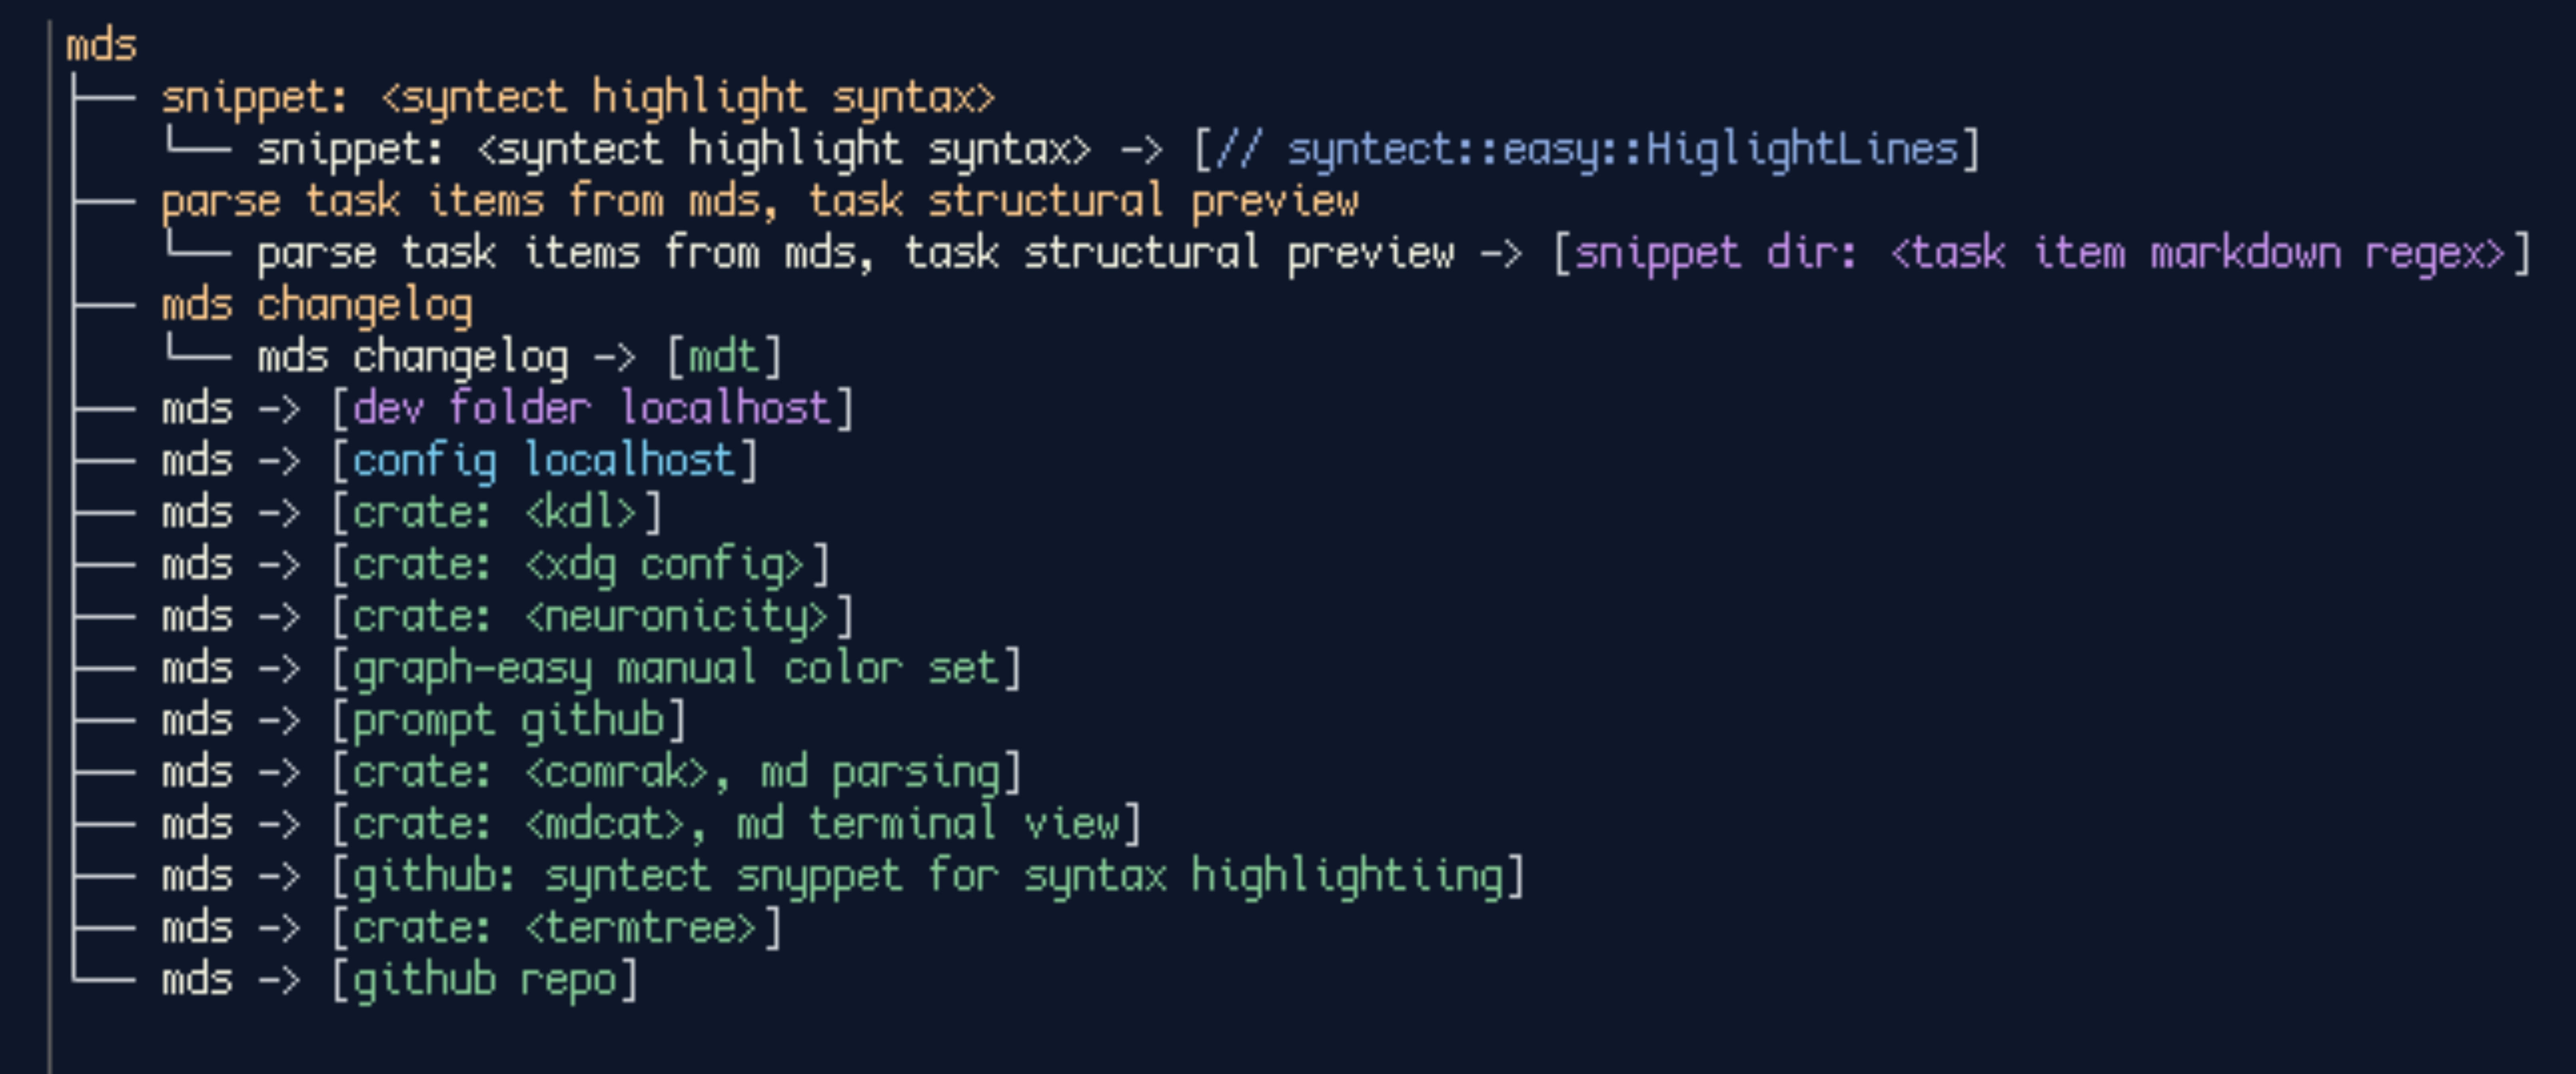 mds
├── snippet: <syntect highlight syntax>
│   └── snippet: <syntect highlight syntax> -> [// syntect::easy::HiglightLines]
├── parse task items from mds, task structural preview
│   └── parse task items from mds, task structural preview -> [snippet dir: <task item markdown regex>]
├── mds changelog
│   └── mds changelog -> [mdt]
├── mds -> [dev folder localhost]
├── mds -> [config localhost]
├── mds -> [crate: <kdl>]
├── mds -> [crate: <xdg config>]
├── mds -> [crate: <neuronicity>]
├── mds -> [graph-easy manual color set]
├── mds -> [prompt github]
├── mds -> [crate: <comrak>, md parsing]
├── mds -> [crate: <mdcat>, md terminal view]
├── mds -> [github: syntect snyppet for syntax highlightiing]
├── mds -> [crate: <termtree>]
└── mds -> [github repo]